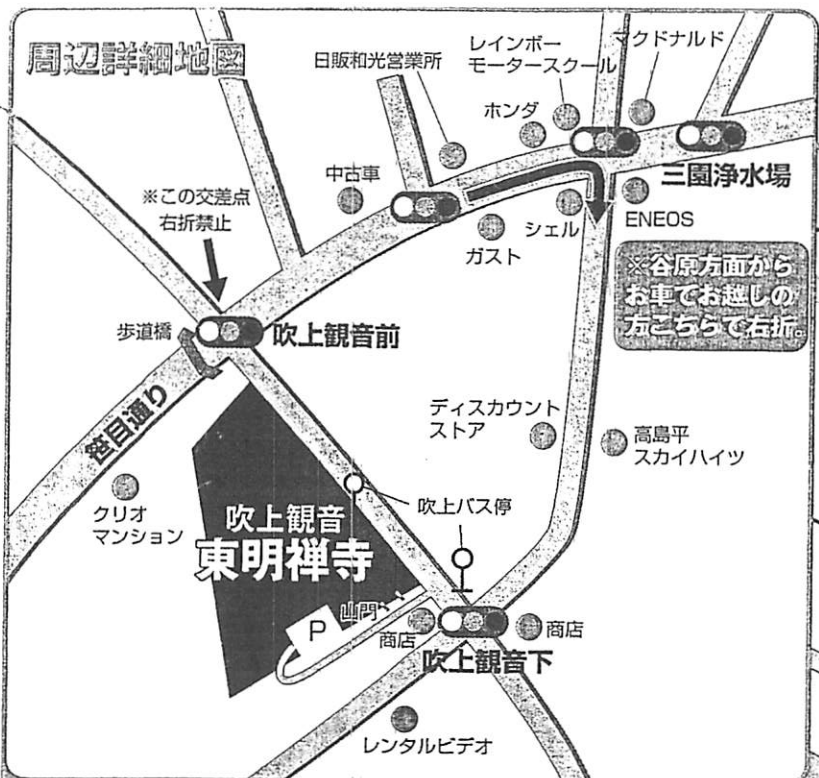 周辺詳細地図
日阪和光営業所
レインボー
モータースクール
マクドナルド
ホンダ
三園浄水場
中古車
※この交差点
右折禁止
ガスト
シェル
ENEOS
※谷原方面から
お車でお越しの
方こちらで右折。
歩道橋
吹上観音前
笹目通り
ディスカウント
ストア
高島平
スカイハイツ
クリオ
マンション
吹上バス停
吹上観音
東明禅寺
山門
P
商店
商店
吹上観音下
レンタルビデオ